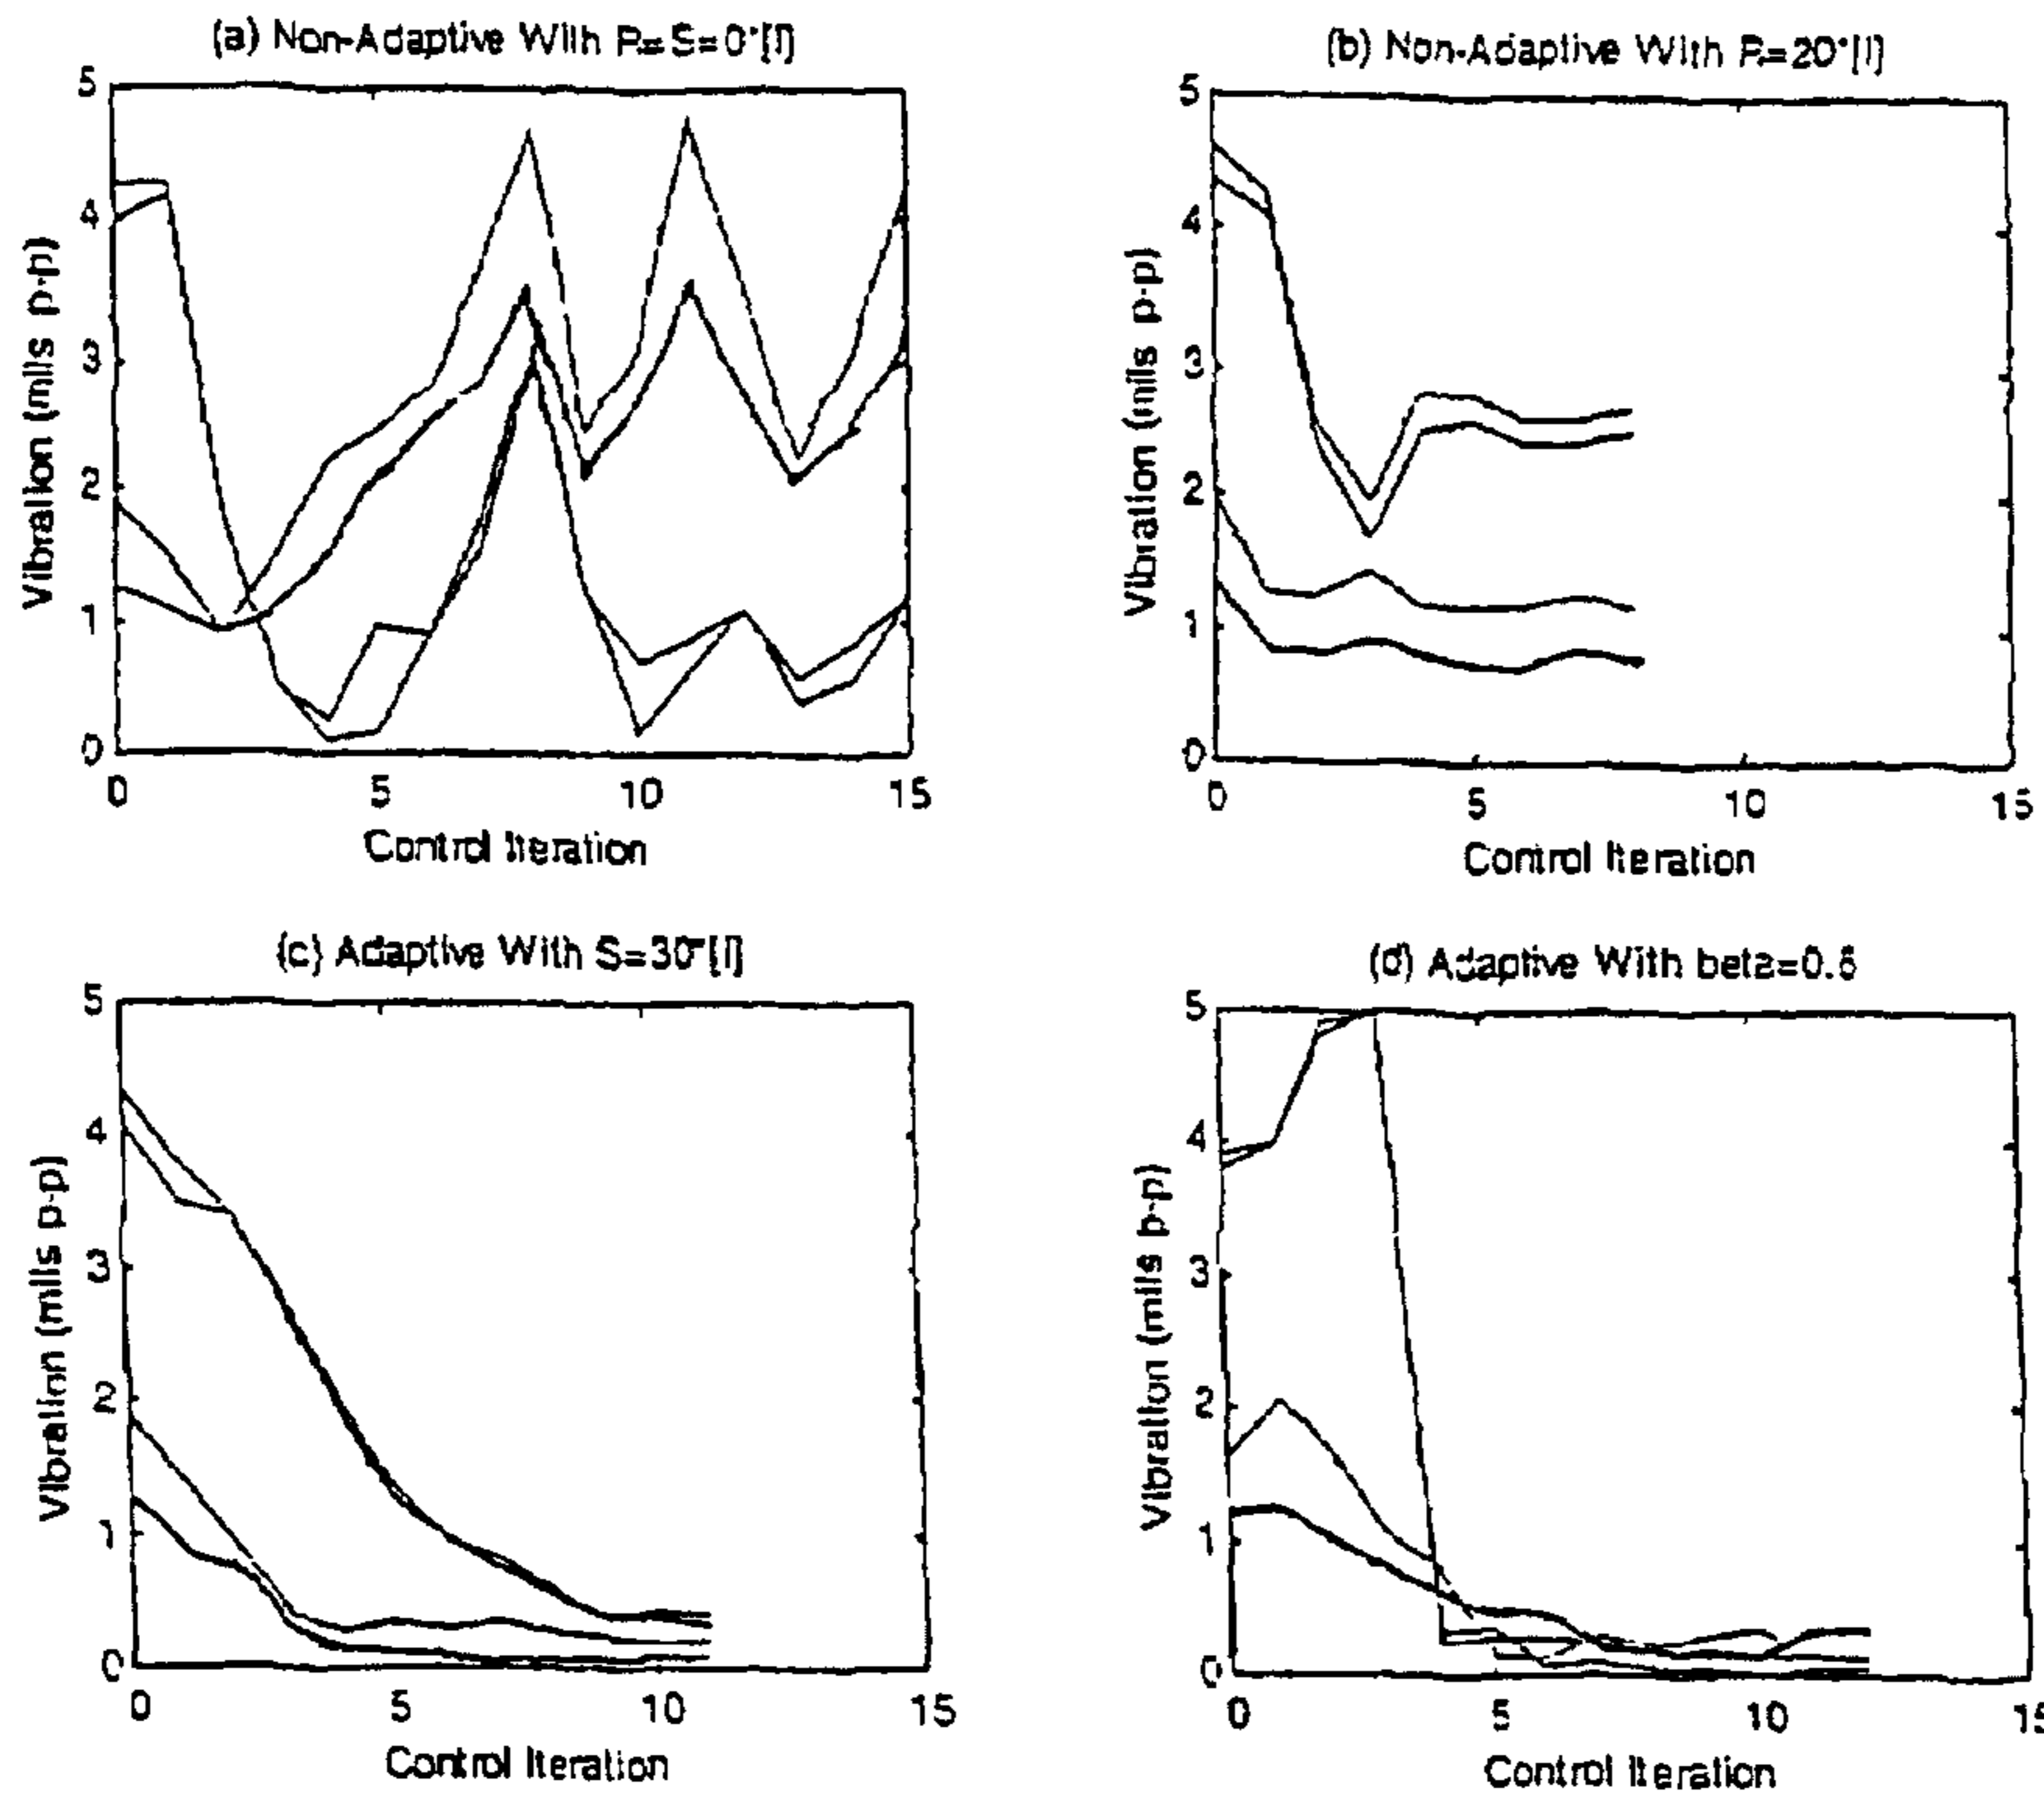 (a) Non-Adaptive With R=S=0*[I]
5
4
3
2
1
0
0 5 10 15
Vibration (mils p-p)
Control Iteration
(b) Non-Adaptive With R=20*[I]
5
4
3
2
1
0
0 5 10 15
Vibration (mils p-p)
Control Iteration
(c) Adaptive With S=30*[I]
5
4
3
2
1
0
0 5 10 15
Vibration (mils p-p)
Control Iteration
(d) Adaptive With
5
4
3
2
1
0
0 5 10 15
Vibration (mils p-p)
Control Iteration